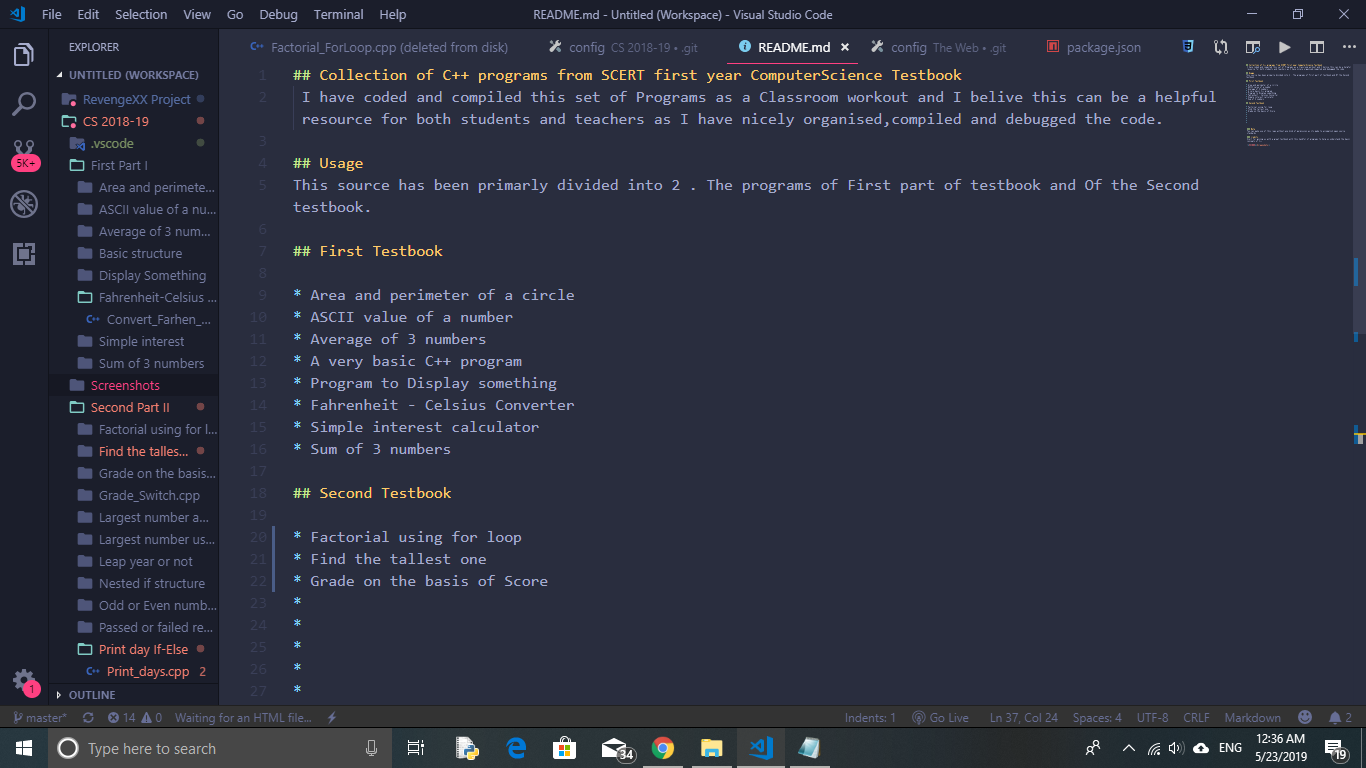 File Edit Selection View Go Debug Terminal Help README.md - Untitled (Workspace) - Visual Studio Code
EXPLORER
Factorial_ForLoop.cpp (deleted from disk) config CS 2018-19 • .git README.md config The Web • .git package.json
UNTITLED (WORKSPACE)
RevengeXX Project
CS 2018-19
.vscode
First Part I
Area and perimete...
ASCII value of a nu...
Average of 3 num...
Basic structure
Display Something
Fahrenheit-Celsius ...
Convert_Farhen_...
Simple interest
Sum of 3 numbers
Screenshots
Second Part II
Factorial using for l...
Find the talles...
Grade on the basis...
Grade_Switch.cpp
Largest number a...
Largest number us...
Leap year or not
Nested if structure
Odd or Even numb...
Passed or failed re...
Print day If-Else
Print_days.cpp 2
OUTLINE
5K+
1
1 ## Collection of C++ programs from SCERT first year ComputerScience Testbook
2 I have coded and compiled this set of Programs as a Classroom workout and I belive this can be a helpful
resource for both students and teachers as I have nicely organised,compiled and debugged the code.
3
4 ## Usage
5 This source has been primarly divided into 2 . The programs of First part of testbook and Of the Second
testbook.
6
7 ## First Testbook
8
9 * Area and perimeter of a circle
10 * ASCII value of a number
11 * Average of 3 numbers
12 * A very basic C++ program
13 * Program to Display something
14 * Fahrenheit - Celsius Converter
15 * Simple interest calculator
16 * Sum of 3 numbers
17
18 ## Second Testbook
19
20 * Factorial using for loop
21 * Find the tallest one
22 * Grade on the basis of Score
23 *
24 *
25 *
26 *
27 *
master* 14 0 Waiting for an HTML file... Indents: 1 Go Live Ln 37, Col 24 Spaces: 4 UTF-8 CRLF Markdown 2
Type here to search 34 ENG 12:36 AM 19
5/23/2019